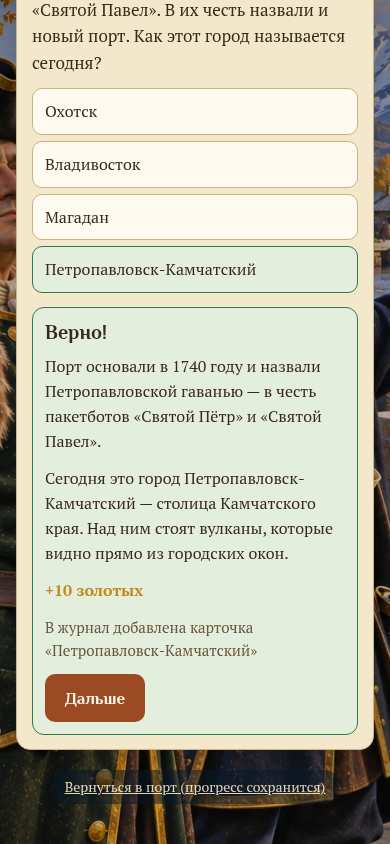 «Святой Павел». В их честь назвали и
новый порт. Как этот город называется
сегодня?
Охотск
Владивосток
Магадан
Петропавловск-Камчатский
Верно!
Порт основали в 1740 году и назвали
Петропавловской гаванью — в честь
пакетботов «Святой Пётр» и «Святой
Павел».
Сегодня это город Петропавловск-
Камчатский — столица Камчатского
края. Над ним стоят вулканы, которые
видно прямо из городских окон.
+10 золотых
В журнал добавлена карточка
«Петропавловск-Камчатский»
Дальше
Вернуться в порт (прогресс сохранится)